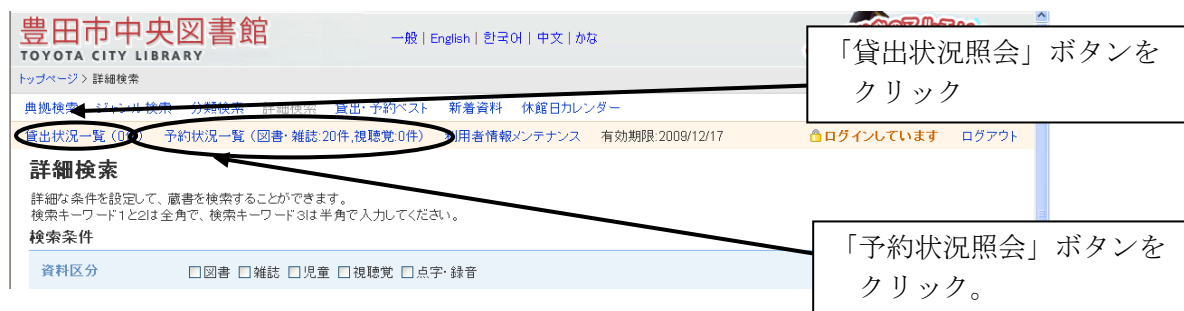 豊田市中央図書館
TOYOTA CITY LIBRARY
一般 | English | 한국어 | 中文 | かな
トップページ > 詳細検索
典拠検索 ジャンル検索 分類検索 詳細検索 貸出・予約ベスト 新着資料 休館日カレンダー
貸出状況一覧 (0件) 予約状況一覧 (図書・雑誌:20件,視聴覚:0件) 利用者情報メンテナンス 有効期限:2009/12/17 ログインしています ログアウト
詳細検索
詳細な条件を設定して、蔵書を検索することができます。
検索キーワード1と2は全角で、検索キーワード3は半角で入力してください。
検索条件
資料区分 図書 雑誌 児童 視聴覚 点字・録音
「貸出状況照会」ボタンを
クリック
「予約状況照会」ボタンを
クリック。